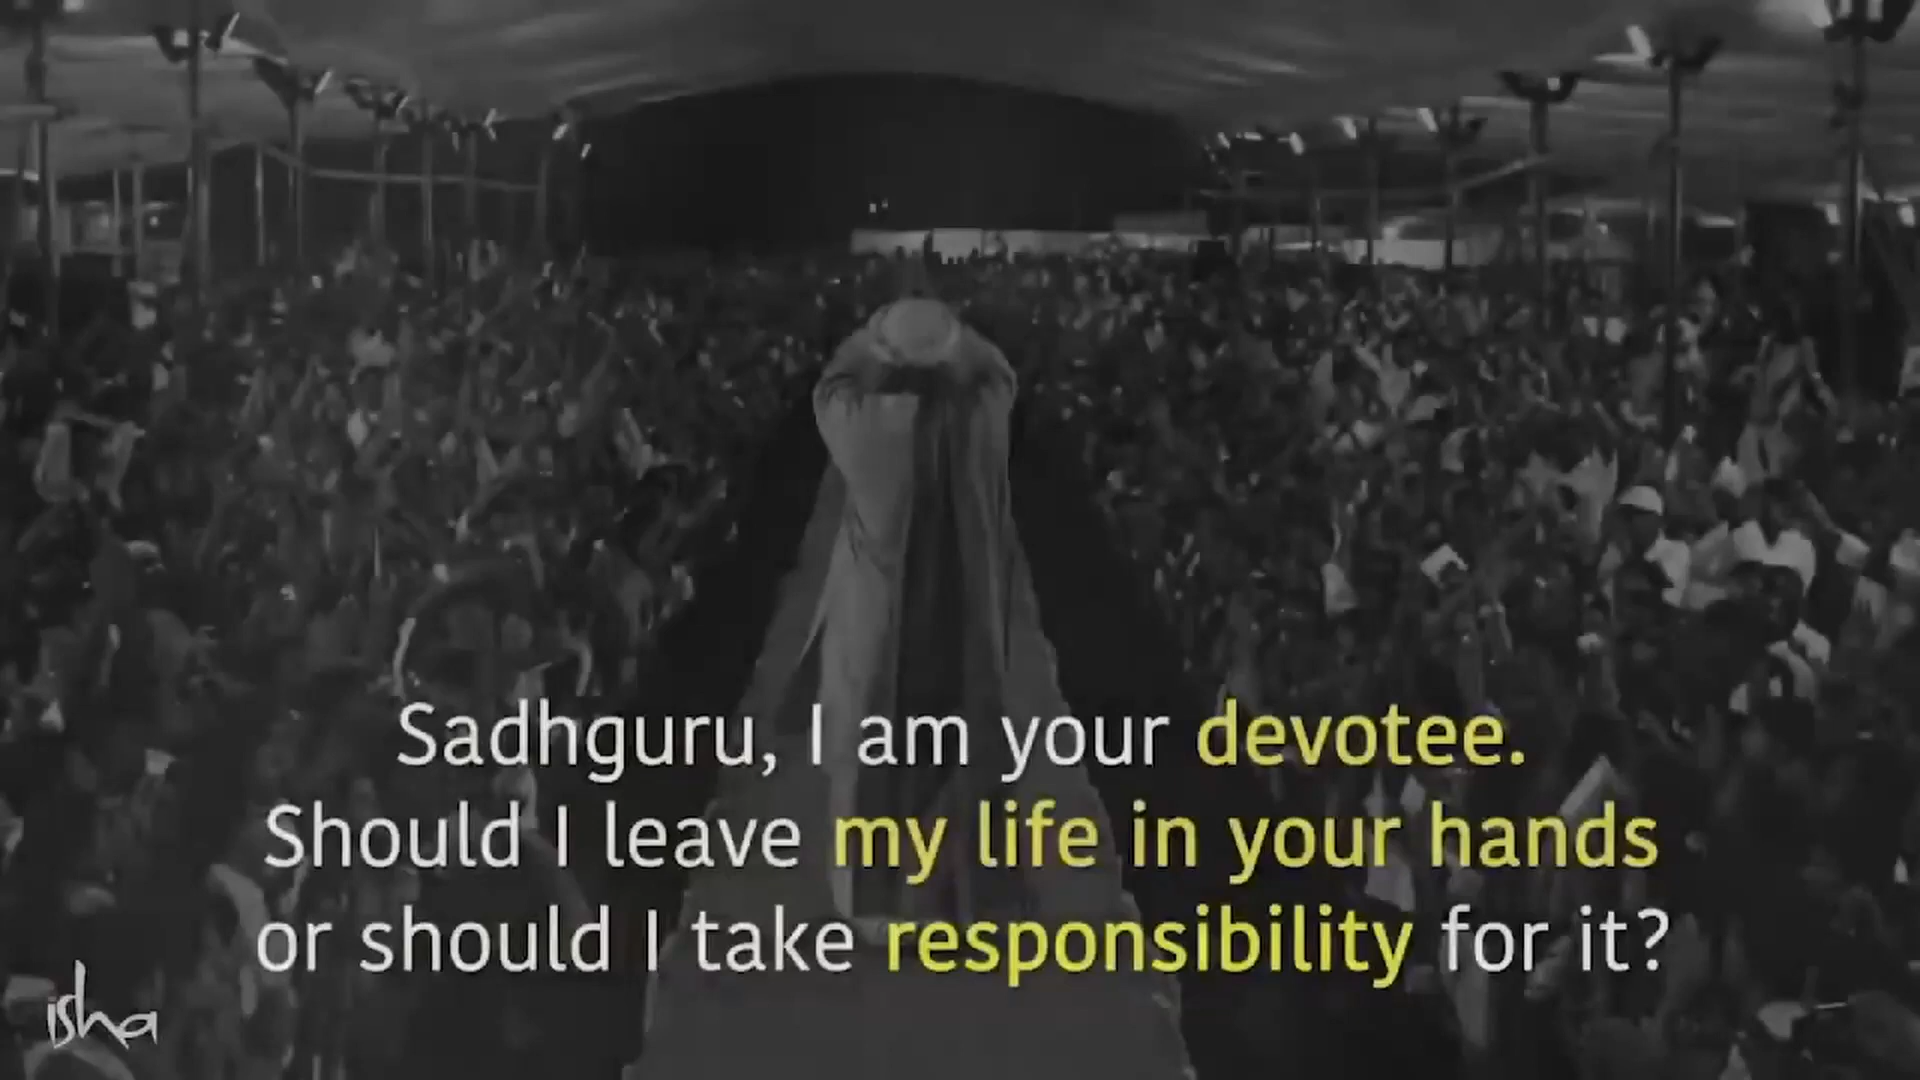 Sadhguru, I am your devotee.
Should I leave my life in your hands
or should I take responsibility for it?
isha